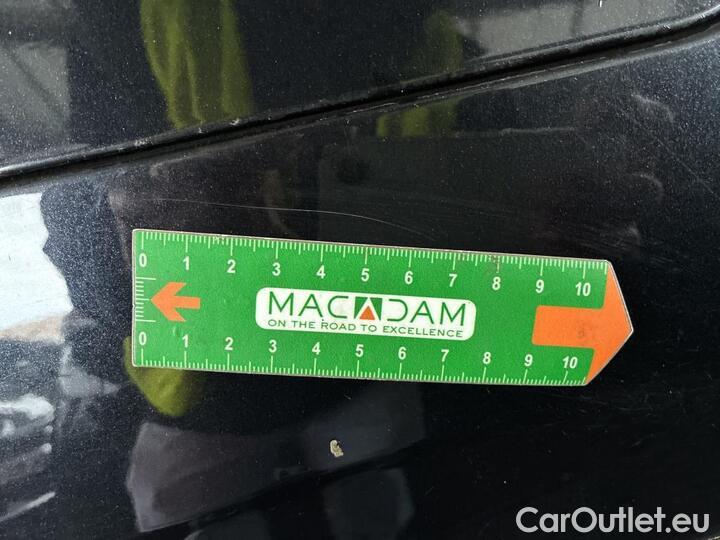 0 1 2 3 4 5 6 7 8 9 10
MACADAM
ON THE ROAD TO EXCELLENCE
0 1 2 3 4 5 6 7 8 9 10
CarOutlet.eu